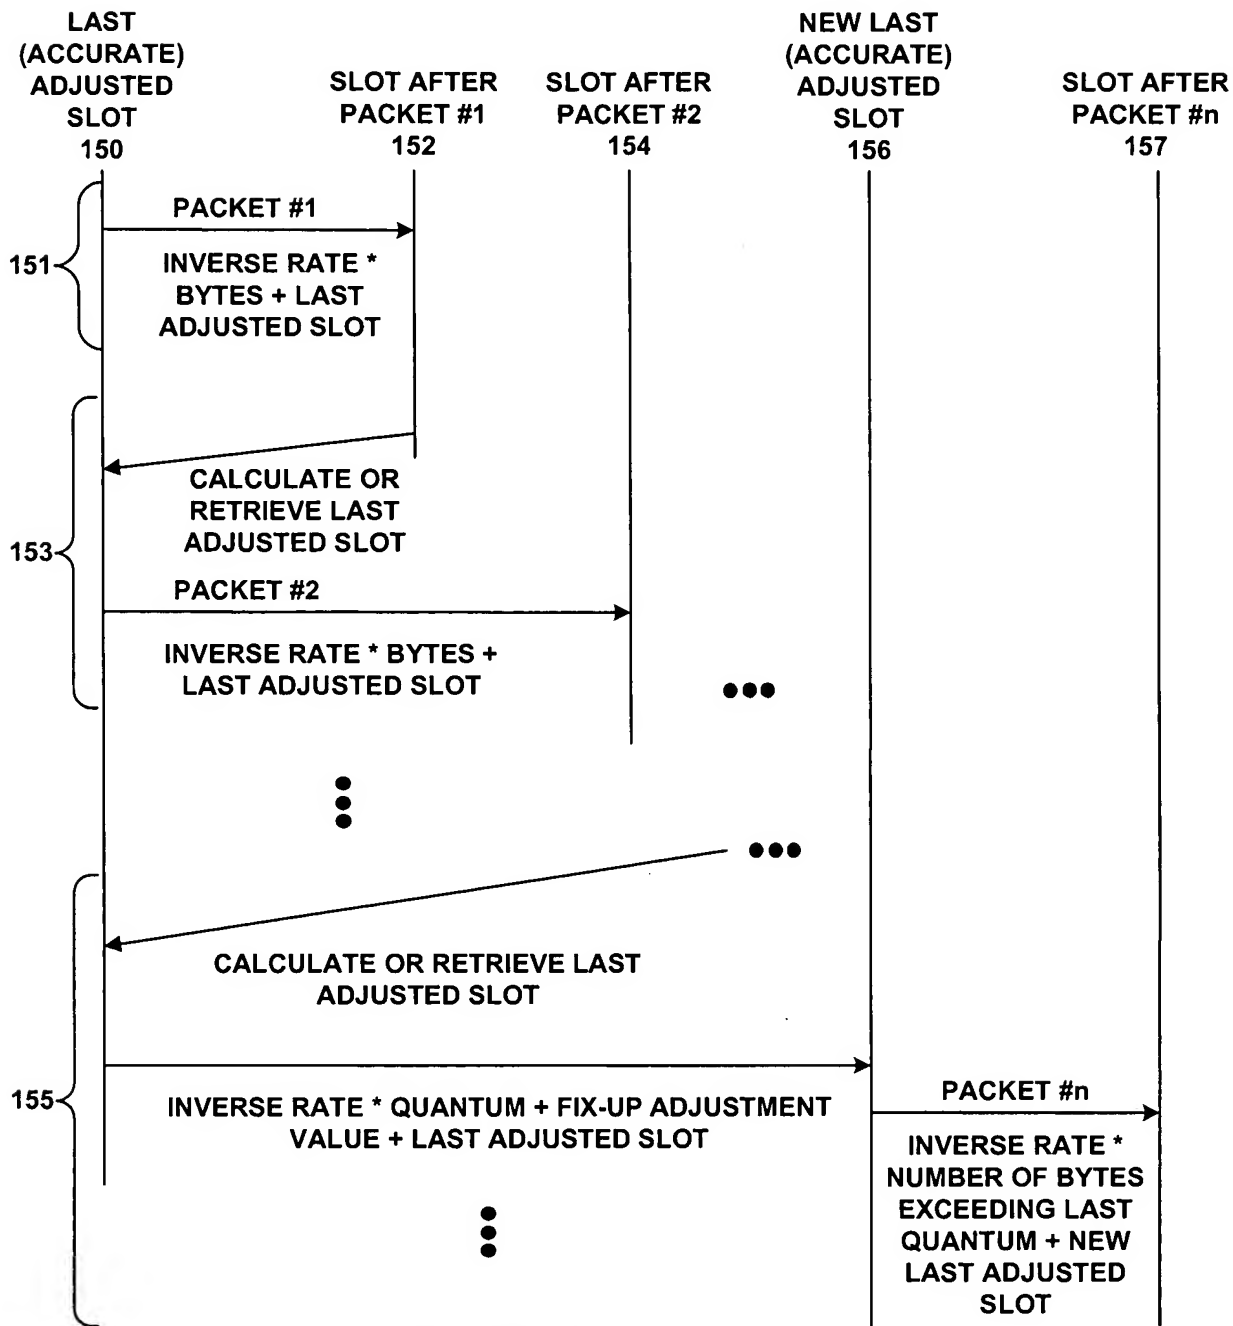 LAST
(ACCURATE)
ADJUSTED
SLOT
150
SLOT AFTER
PACKET #1
152
SLOT AFTER
PACKET #2
154
NEW LAST
(ACCURATE)
ADJUSTED
SLOT
156
SLOT AFTER
PACKET #n
157
151
PACKET #1
INVERSE RATE *
BYTES + LAST
ADJUSTED SLOT
153
CALCULATE OR
RETRIEVE LAST
ADJUSTED SLOT
PACKET #2
INVERSE RATE * BYTES +
LAST ADJUSTED SLOT
155
CALCULATE OR RETRIEVE LAST
ADJUSTED SLOT
INVERSE RATE * QUANTUM + FIX-UP ADJUSTMENT
VALUE + LAST ADJUSTED SLOT
PACKET #n
INVERSE RATE *
NUMBER OF BYTES
EXCEEDING LAST
QUANTUM + NEW
LAST ADJUSTED
SLOT